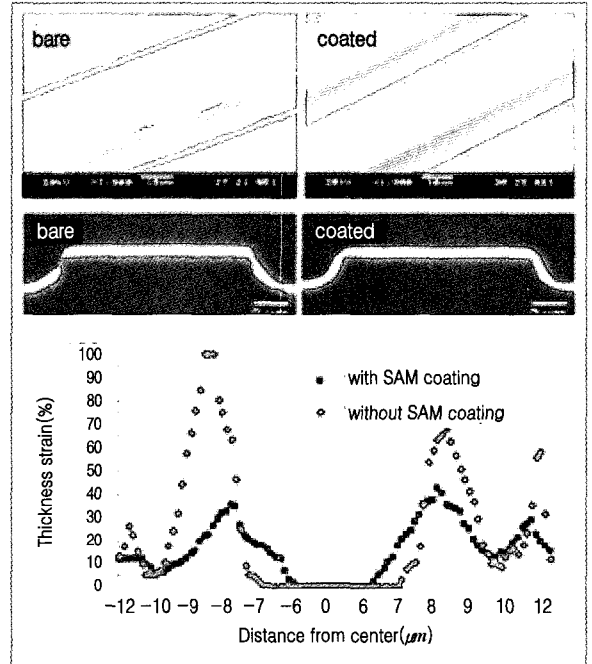 bare
coated
bare
coated
100
90
80
70
60
50
40
30
20
10
0
Thickness strain(%)
with SAM coating
without SAM coating
−12 −10 −9 −8 −7 −6 0 6 7 8 9 10 12
Distance from center(μm)